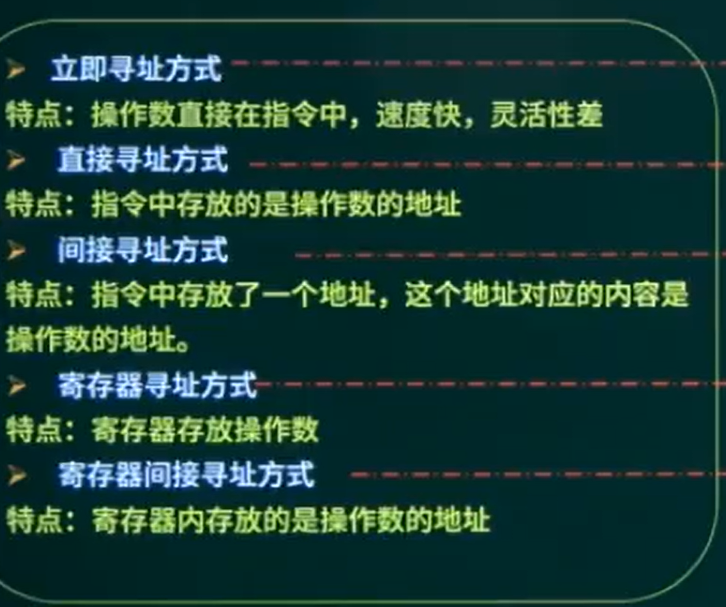 ➢ 立即寻址方式
特点：操作数直接在指令中，速度快，灵活性差
➢ 直接寻址方式
特点：指令中存放的是操作数的地址
➢ 间接寻址方式
特点：指令中存放了一个地址，这个地址对应的内容是
操作数的地址。
➢ 寄存器寻址方式
特点：寄存器存放操作数
➢ 寄存器间接寻址方式
特点：寄存器内存放的是操作数的地址